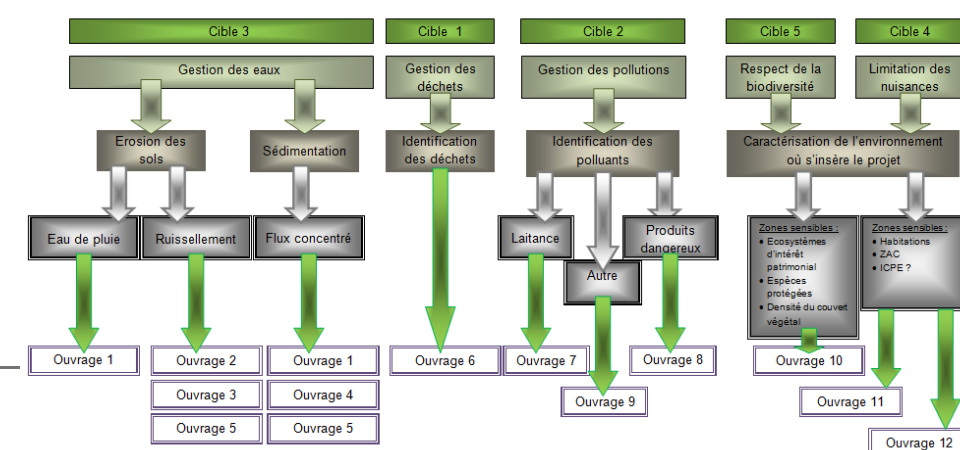 Cible 3
Cible 1
Cible 2
Cible 5
Cible 4
Gestion des eaux
Gestion des
déchets
Gestion des pollutions
Respect de la
biodiversité
Limitation des
nuisances
Erosion des
sols
Sédimentation
Identification
des déchets
Identification des
polluants
Caractérisation de l'environnement
où s'insère le projet
Eau de pluie
Ruissellement
Flux concentré
Laitance
Autre
Produits
dangereux
Zones sensibles :
• Ecosystèmes
d'intérêt
patrimonial
• Espèces
protégées
• Densité du couvert
végétal
Zones sensibles :
• Habitations
• ZAC
• ICPE ?
Ouvrage 1
Ouvrage 2
Ouvrage 1
Ouvrage 6
Ouvrage 7
Ouvrage 8
Ouvrage 10
Ouvrage 3
Ouvrage 4
Ouvrage 9
Ouvrage 11
Ouvrage 5
Ouvrage 5
Ouvrage 12